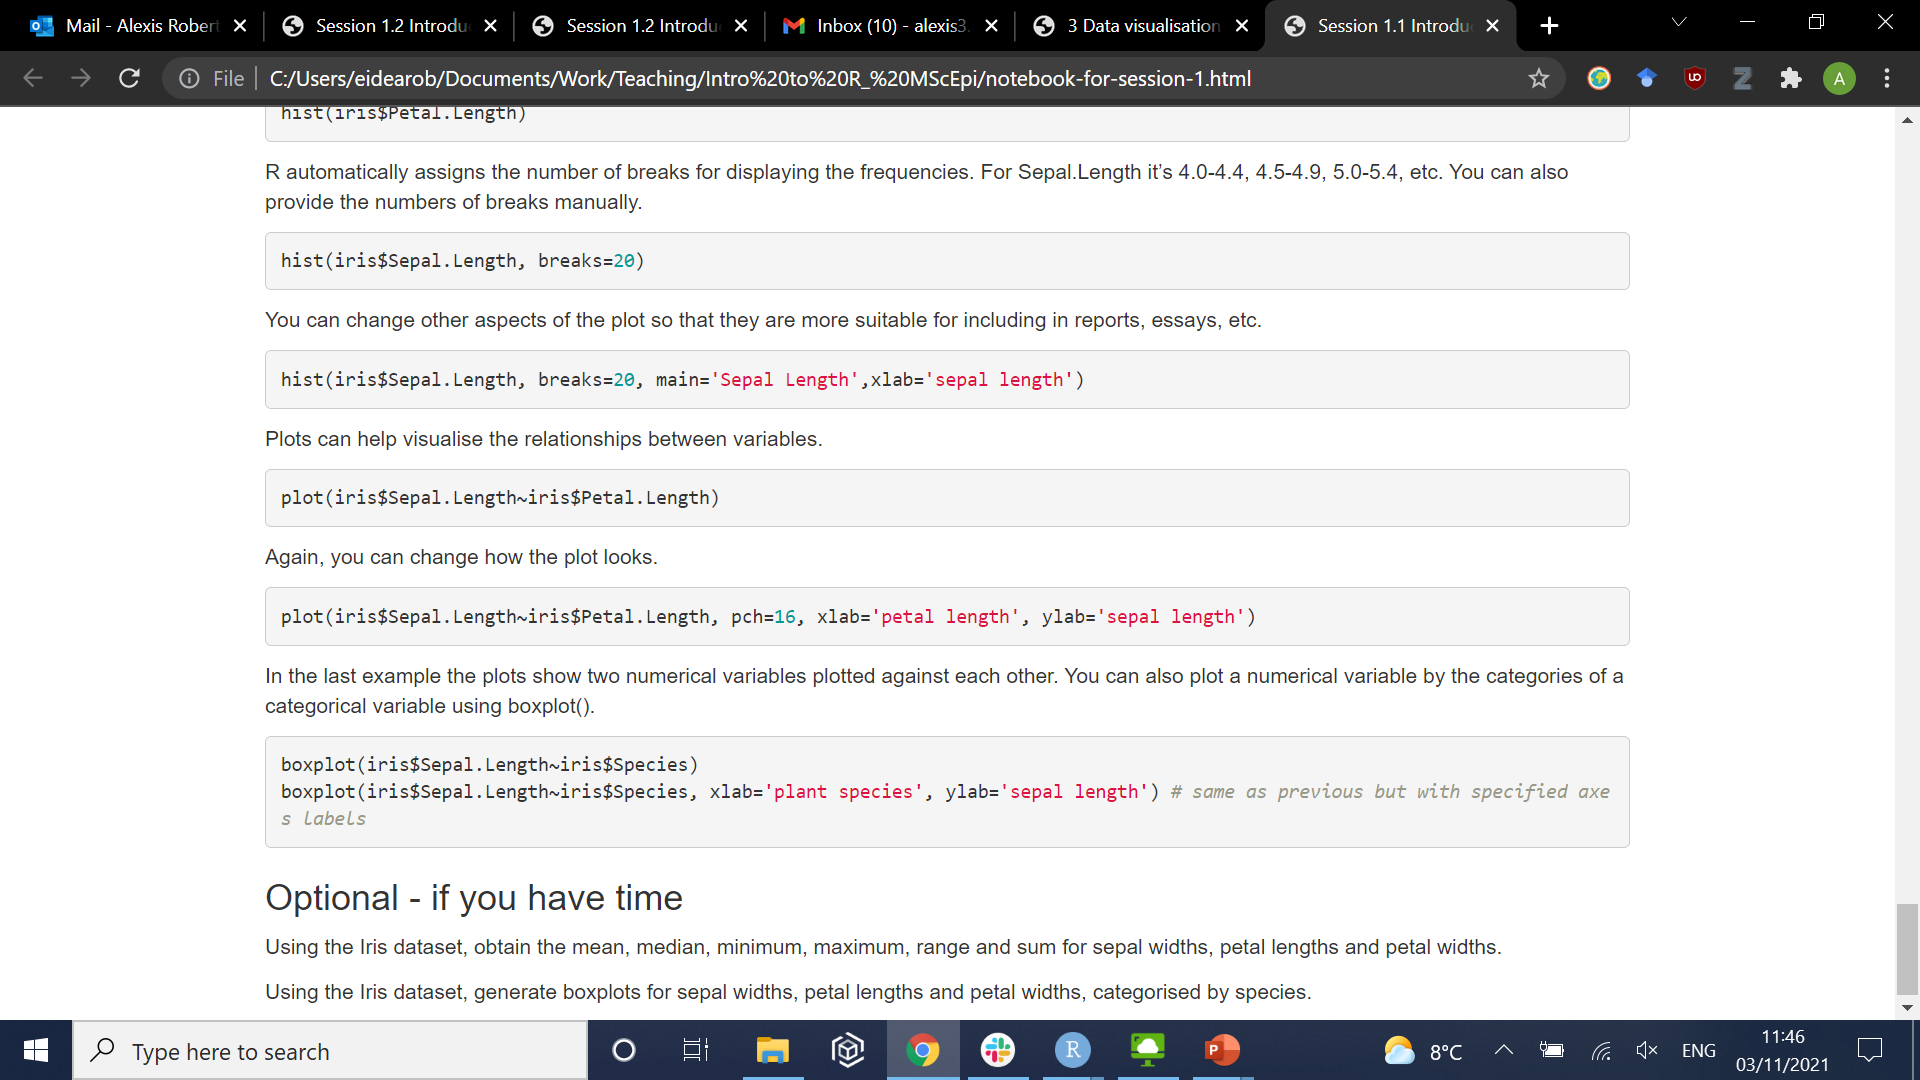 Mail - Alexis Robert
Session 1.2 Introdu
Session 1.2 Introdu
Inbox (10) - alexis3.
3 Data visualisation
Session 1.1 Introdu
File
C:/Users/eidearob/Documents/Work/Teaching/Intro%20to%20R_%20MScEpi/notebook-for-session-1.html
A
hist(iris$Petal.Length)
R automatically assigns the number of breaks for displaying the frequencies. For Sepal.Length it’s 4.0-4.4, 4.5-4.9, 5.0-5.4, etc. You can also
provide the numbers of breaks manually.
hist(iris$Sepal.Length, breaks=20)
You can change other aspects of the plot so that they are more suitable for including in reports, essays, etc.
hist(iris$Sepal.Length, breaks=20, main='Sepal Length',xlab='sepal length')
Plots can help visualise the relationships between variables.
plot(iris$Sepal.Length~iris$Petal.Length)
Again, you can change how the plot looks.
plot(iris$Sepal.Length~iris$Petal.Length, pch=16, xlab='petal length', ylab='sepal length')
In the last example the plots show two numerical variables plotted against each other. You can also plot a numerical variable by the categories of a
categorical variable using boxplot().
boxplot(iris$Sepal.Length~iris$Species)
boxplot(iris$Sepal.Length~iris$Species, xlab='plant species', ylab='sepal length') # same as previous but with specified axe
s labels
Optional - if you have time
Using the Iris dataset, obtain the mean, median, minimum, maximum, range and sum for sepal widths, petal lengths and petal widths.
Using the Iris dataset, generate boxplots for sepal widths, petal lengths and petal widths, categorised by species.
Type here to search
R
P
8°C
ENG
11:46
03/11/2021